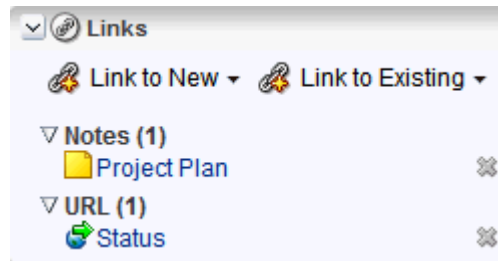 Links
Link to New Link to Existing
Notes (1)
Project Plan
URL (1)
Status